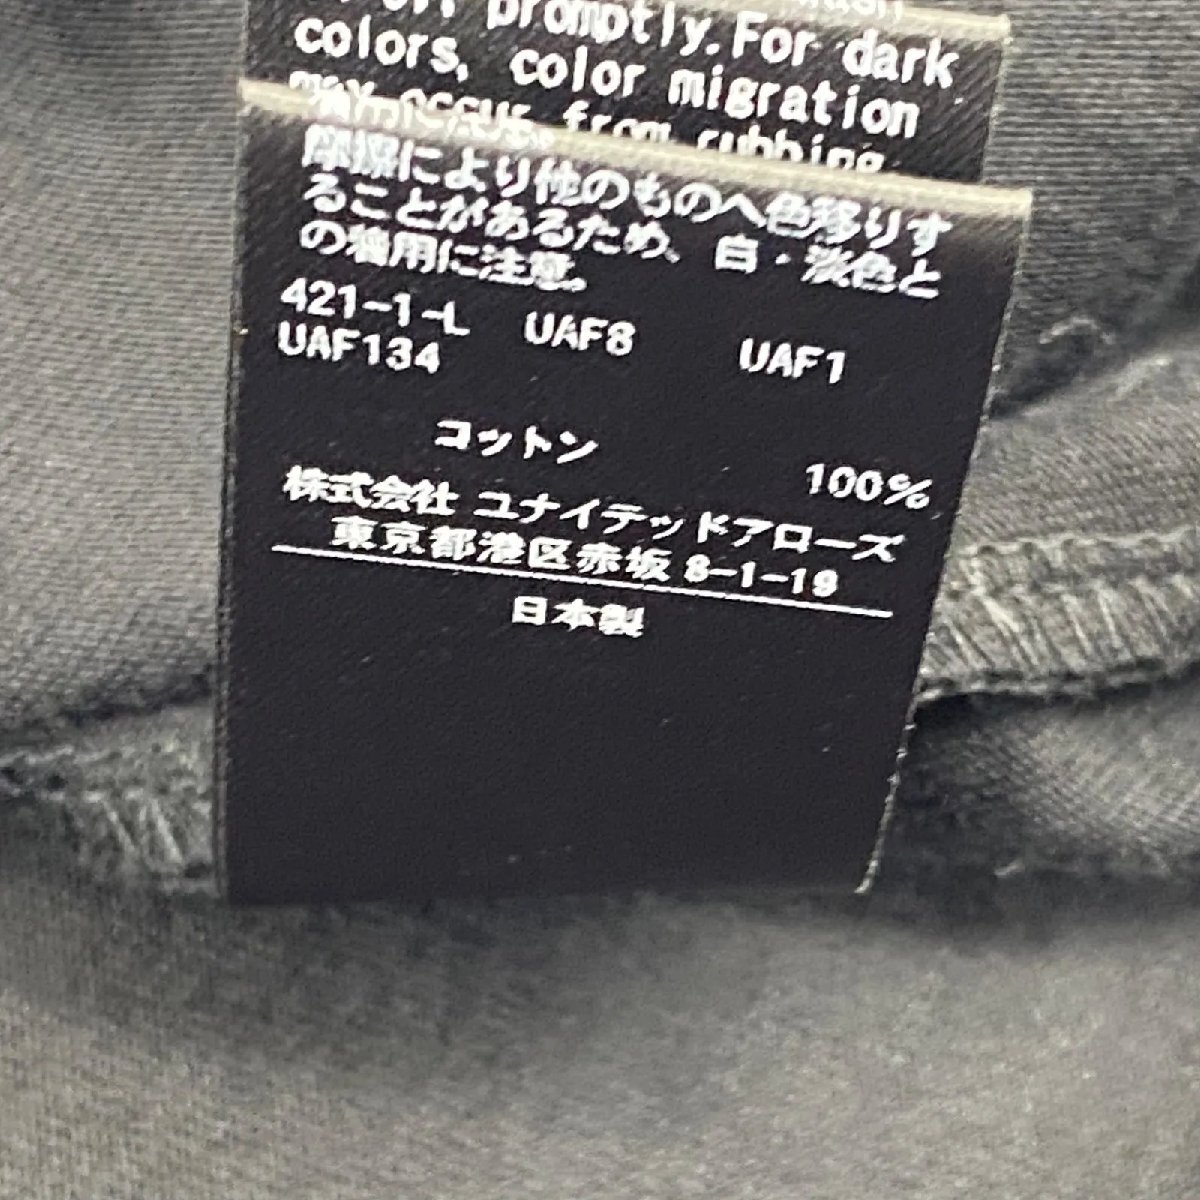 promptly. For dark
colors, color migration
may occur from rubbing
摩擦により他のものへ色移りす
ることがあるため、白・淡色と
の着用に注意。
421-1-L UAF8 UAF1
UAF134
コットン 100%
株式会社 ユナイテッドアローズ
東京都港区赤坂 8-1-19
日本製